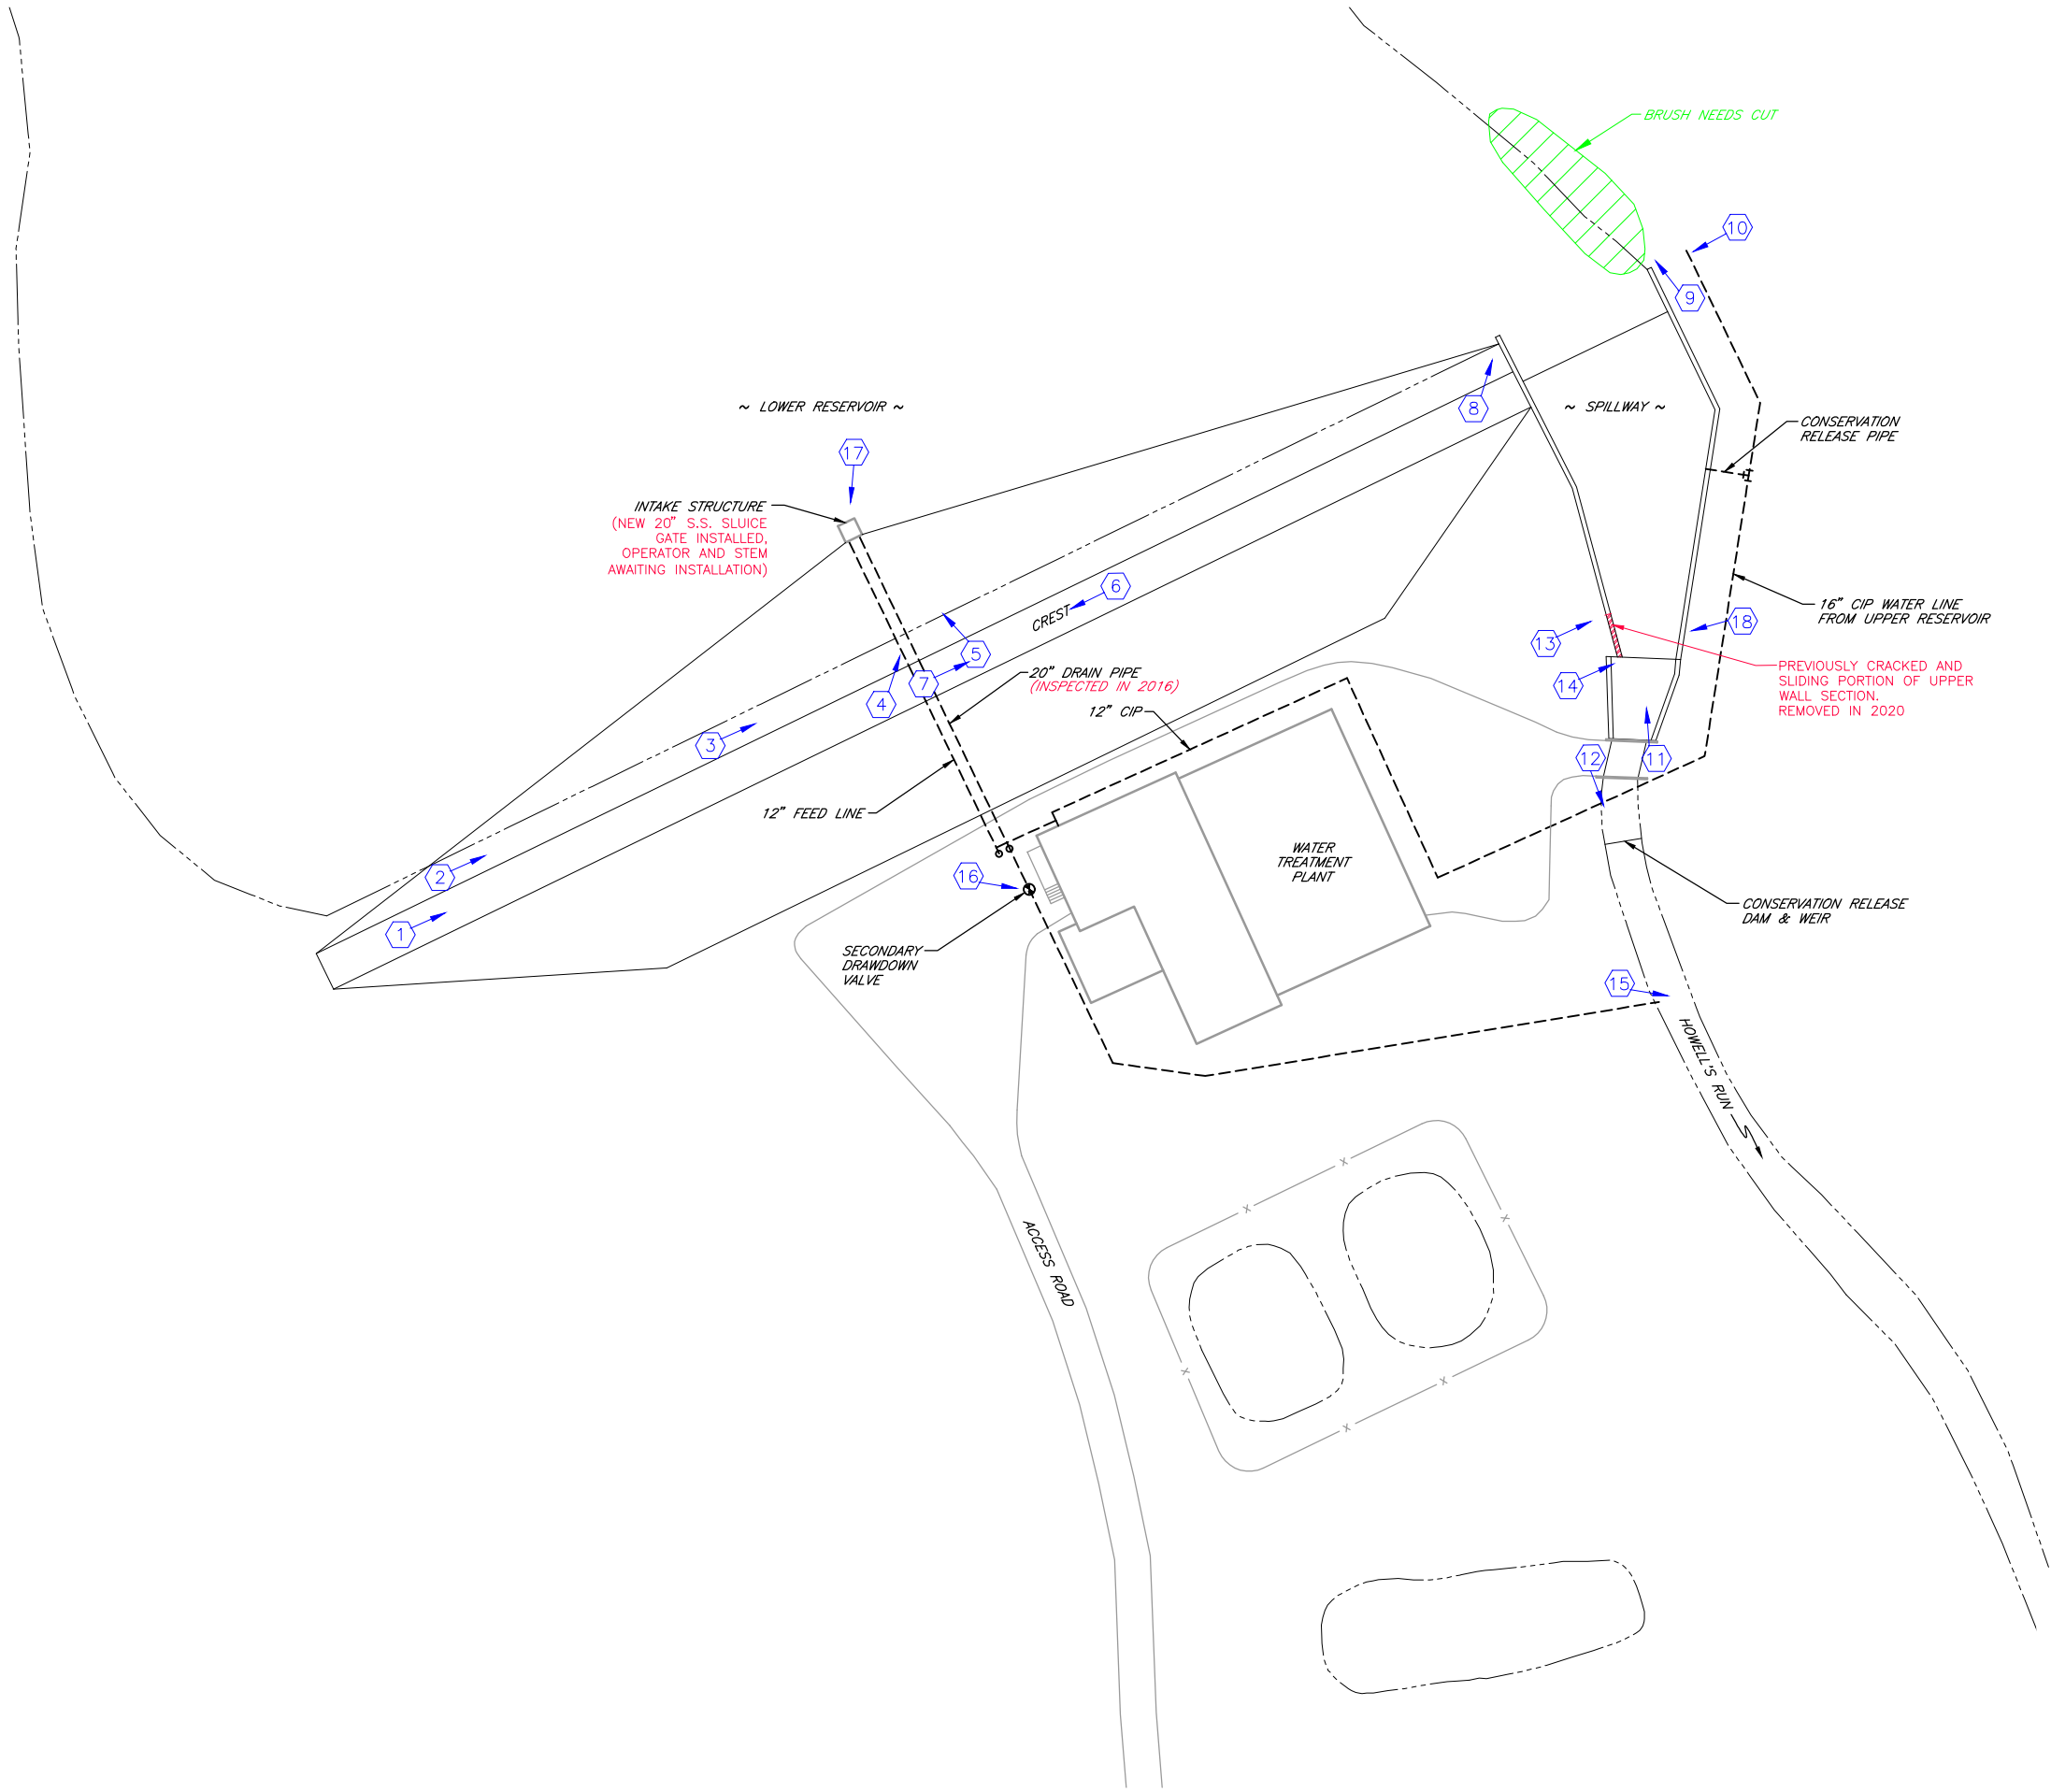 BRUSH NEEDS CUT
10
9
~ LOWER RESERVOIR ~
8
~ SPILLWAY ~
CONSERVATION
RELEASE PIPE
17
INTAKE STRUCTURE
(NEW 20" S.S. SLUICE
GATE INSTALLED,
OPERATOR AND STEM
AWAITING INSTALLATION)
6
CREST
16" CIP WATER LINE
FROM UPPER RESERVOIR
13
18
5
7
4
14
20" DRAIN PIPE
(INSPECTED IN 2016)
PREVIOUSLY CRACKED AND
SLIDING PORTION OF UPPER
WALL SECTION.
REMOVED IN 2020
12" CIP
3
12
11
12" FEED LINE
WATER
TREATMENT
PLANT
2
16
1
CONSERVATION RELEASE
DAM & WEIR
SECONDARY
DRAWDOWN
VALVE
15
HOWELL'S RUN
ACCESS ROAD
X
X
X
X
X
X